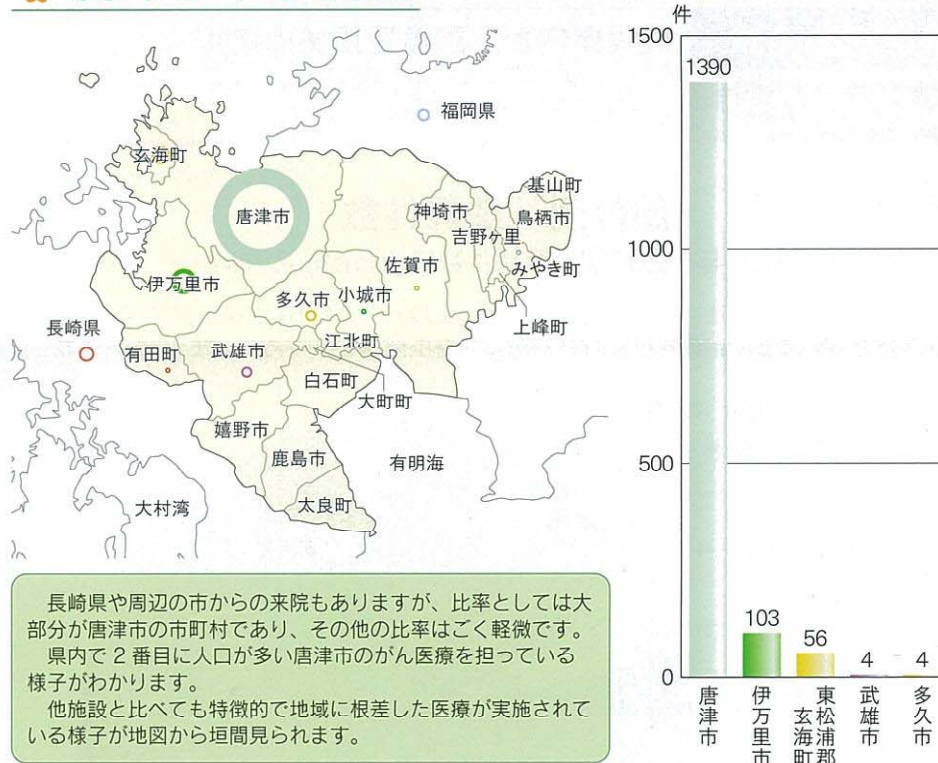 福岡県
玄海町
唐津市
基山町
神埼市
鳥栖市
吉野ヶ里
佐賀市
みやき町
伊万里市
多久市
小城市
上峰町
長崎県
有田町
武雄市
江北町
白石町
大町町
嬉野市
鹿島市
有明海
太良町
大村湾
長崎県や周辺の市からの来院もありますが、比率としては大
部分が唐津市の市町村であり、その他の比率はごく軽微です。
県内で2番目に人口が多い唐津市のがん医療を担っている
様子がわかります。
他施設と比べても特徴的で地域に根差した医療が実施されて
いる様子が地図から垣間見られます。
件
1500
1390
1000
500
103
56
4
4
0
唐津市
伊万里市
東松浦郡
玄海町
武雄市
多久市